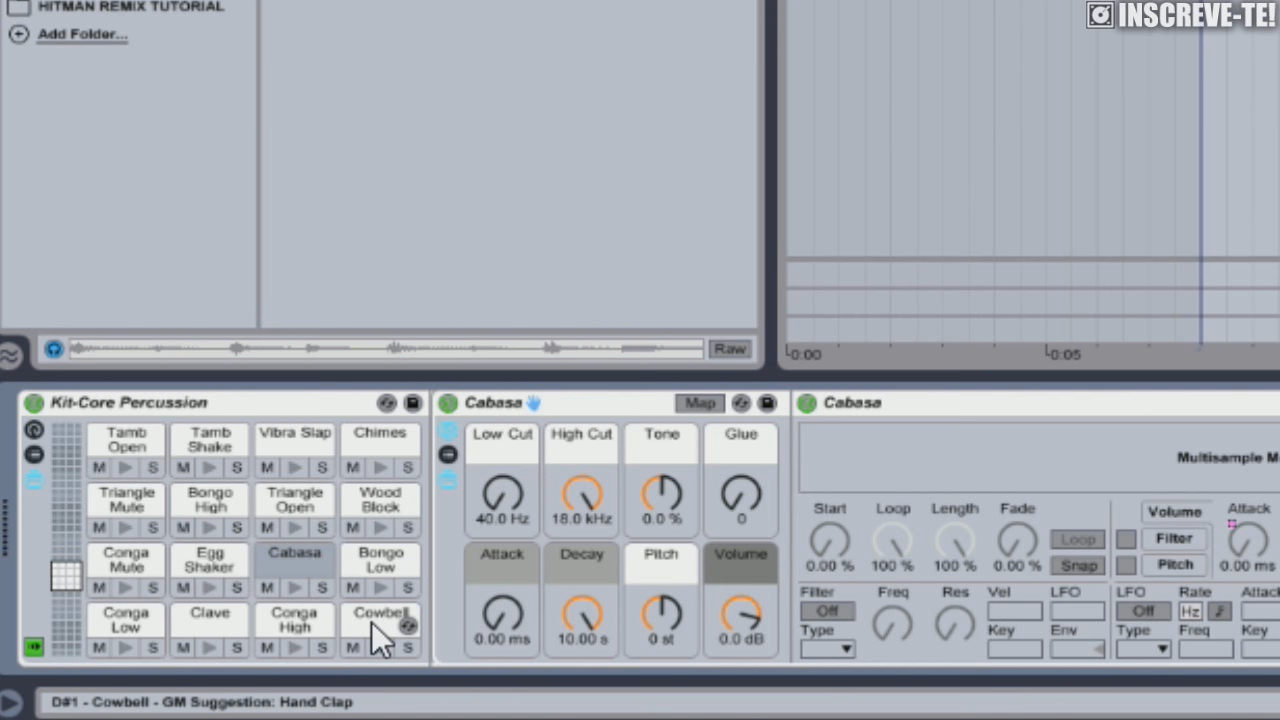 HITMAN REMIX TUTORIAL
Add Folder...
INSCREVE-TE!
Raw
0:00
0:05
Kit-Core Percussion
Tamb Open
Tamb Shake
Vibra Slap
Chimes
M S M S M S M S
Triangle Mute
Bongo High
Triangle Open
Wood Block
M S M S M S M S
Conga Mute
Egg Shaker
Cabasa
Bongo Low
M S M S M S M S
Conga Low
Clave
Conga High
Cowbell
M S M S M S M S
Cabasa
Map
Low Cut
High Cut
Tone
Glue
40.0 Hz
18.0 kHz
0.0 %
0
Attack
Decay
Pitch
Volume
0.00 ms
10.00 s
0 st
0.0 dB
Cabasa
Multisample M
Start
Loop
Length
Fade
0.00 %
100 %
100 %
0.00 %
Loop
Snap
Volume
Filter
Pitch
Attack
0.00 ms
Filter
Off
Type
Freq
Res
Vel
LFO
Key
Env
LFO
Off
Type
Rate
Hz
Freq
Attack
Key
D#1 - Cowbell - GM Suggestion: Hand Clap